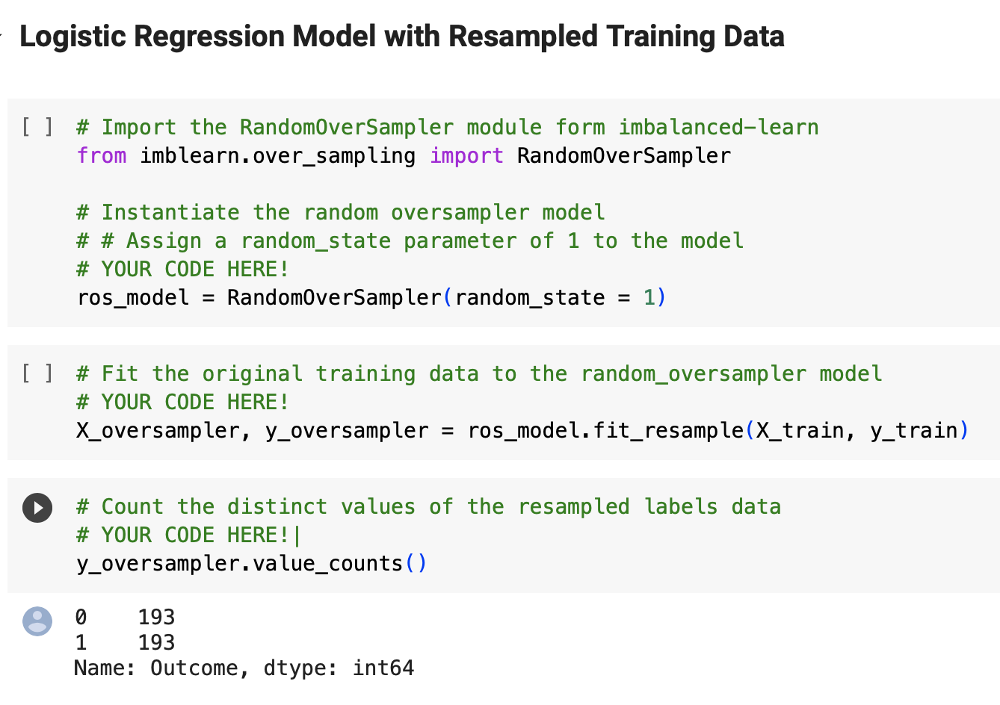 Logistic Regression Model with Resampled Training Data
[ ] # Import the RandomOverSampler module form imbalanced-learn
from imblearn.over_sampling import RandomOverSampler
# Instantiate the random oversampler model
# # Assign a random_state parameter of 1 to the model
# YOUR CODE HERE!
ros_model = RandomOverSampler(random_state = 1)
[ ] # Fit the original training data to the random_oversampler model
# YOUR CODE HERE!
X_oversampler, y_oversampler = ros_model.fit_resample(X_train, y_train)
# Count the distinct values of the resampled labels data
# YOUR CODE HERE!
y_oversampler.value_counts()
0    193
1    193
Name: Outcome, dtype: int64